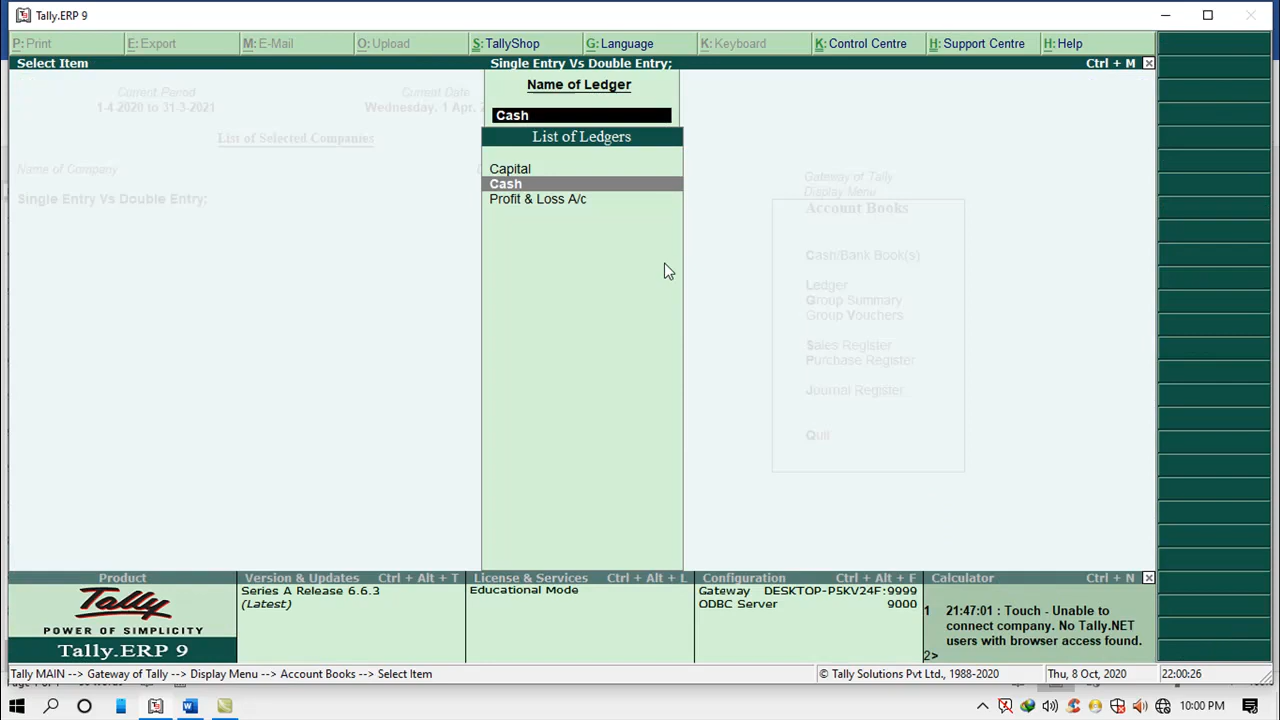 Tally.ERP 9
P: Print E: Export M: E-Mail O: Upload S: TallyShop G: Language K: Keyboard K: Control Centre H: Support Centre H: Help
Select Item Single Entry Vs Double Entry; Ctrl + M
Current Period Current Date Name of Ledger
1-4-2020 to 31-3-2021 Wednesday, 1 Apr,
Cash
List of Selected Companies List of Ledgers
Name of Company Capital
Cash
Single Entry Vs Double Entry; Profit & Loss A/c
Gateway of Tally
Display Menu
Account Books
Cash/Bank Book(s)
Ledger
Group Summary
Group Vouchers
Sales Register
Purchase Register
Journal Register
Quit
Product Version & Updates Ctrl + Alt + T License & Services Ctrl + Alt + L Configuration Ctrl + Alt + F Calculator Ctrl + N
Tally
POWER OF SIMPLICITY
Tally.ERP 9
Series A Release 6.6.3
(Latest)
Educational Mode
Gateway DESKTOP-P5KV24F:9999
ODBC Server 9000
1 21:47:01 : Touch - Unable to
connect company. No Tally.NET
users with browser access found.
2>
Tally MAIN --> Gateway of Tally --> Display Menu --> Account Books --> Select Item © Tally Solutions Pvt Ltd., 1988-2020 Thu, 8 Oct, 2020 22:00:26
10:00 PM